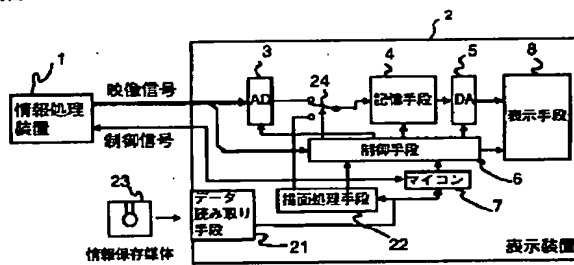 2
1
3
4
5
8
映像信号
AD
24
記憶手段
DA
表示手段
情報処理
装置
制御信号
制御手段
6
23
データ
読み取り
手段
描画処理手段
マイコン
7
情報保存媒体
21
22
表示装置